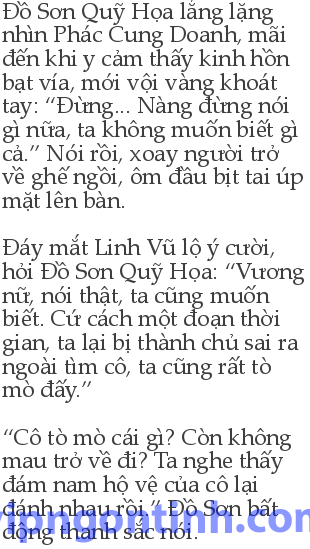 Đồ Sơn Quỹ Họa lẳng lặng
nhìn Phác Cung Doanh, mãi
đến khi y cảm thấy kinh hồn
bạt vía, mới vội vàng khoát
tay: “Đừng... Nàng đừng nói
gì nữa, ta không muốn biết gì
cả.” Nói rồi, xoay người trở
về ghế ngồi, ôm đầu bịt tai úp
mặt lên bàn.
Đáy mắt Linh Vũ lộ ý cười,
hỏi Đồ Sơn Quỹ Họa: “Vương
nữ, nói thật, ta cũng muốn
biết. Cứ cách một đoạn thời
gian, ta lại bị thành chủ sai ra
ngoài tìm cô, ta cũng rất tò
mò đấy.”
“Cô tò mò cái gì? Còn không
mau trở về đi? Ta nghe thấy
đám nam hộ vệ của cô lại
đánh nhau rồi.” Đồ Sơn bất
động thanh sắc nói.
vipngontinh.com